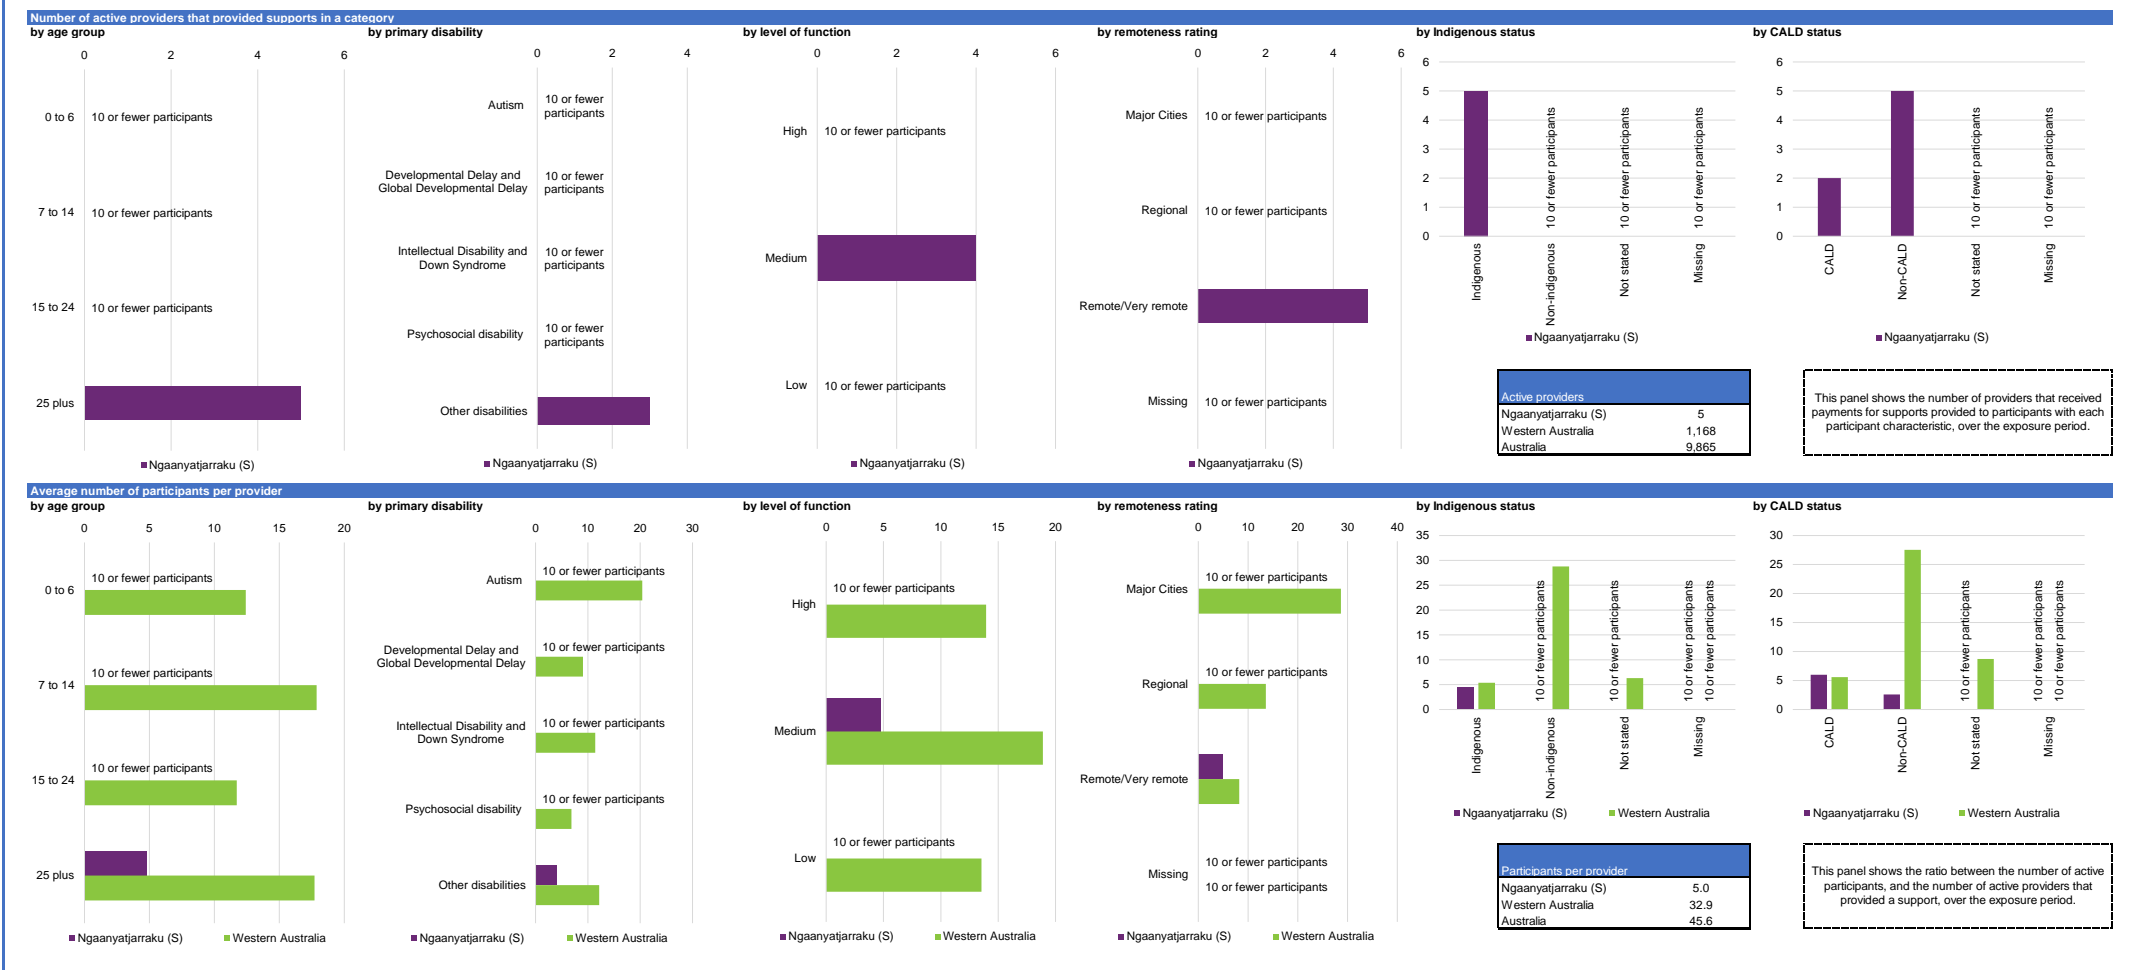 Number of active providers that provided supports in a category
by age group
0 2 4 6
0 to 6
10 or fewer participants
7 to 14
10 or fewer participants
15 to 24
10 or fewer participants
25 plus
Ngaanyatjarraku (S)
by primary disability
0 2 4
Autism
10 or fewer
participants
Developmental Delay and
Global Developmental Delay
10 or fewer
participants
Intellectual Disability and
Down Syndrome
10 or fewer
participants
Psychosocial disability
10 or fewer
participants
Other disabilities
Ngaanyatjarraku (S)
by level of function
0 2 4 6
High
10 or fewer participants
Medium
Low
10 or fewer participants
Ngaanyatjarraku (S)
by remoteness rating
0 2 4 6
Major Cities
10 or fewer participants
Regional
10 or fewer participants
Remote/Very remote
Missing
10 or fewer participants
Ngaanyatjarraku (S)
by Indigenous status
6
5
4
3
2
1
0
10 or fewer participants
10 or fewer participants
10 or fewer participants
Indigenous
Non-indigenous
Not stated
Missing
Ngaanyatjarraku (S)
by CALD status
6
5
4
3
2
1
0
10 or fewer participants
10 or fewer participants
CALD
Non-CALD
Not stated
Missing
Ngaanyatjarraku (S)
Active providers
Ngaanyatjarraku (S) 5
Western Australia 1,168
Australia 9,865
This panel shows the number of providers that received
payments for supports provided to participants with each
participant characteristic, over the exposure period.
Average number of participants per provider
by age group
0 5 10 15 20
0 to 6
10 or fewer participants
7 to 14
10 or fewer participants
15 to 24
10 or fewer participants
25 plus
Ngaanyatjarraku (S) Western Australia
by primary disability
0 10 20 30
Autism
10 or fewer participants
Developmental Delay and
Global Developmental Delay
10 or fewer participants
Intellectual Disability and
Down Syndrome
10 or fewer participants
Psychosocial disability
10 or fewer participants
Other disabilities
Ngaanyatjarraku (S) Western Australia
by level of function
0 5 10 15 20
High
10 or fewer participants
Medium
Low
10 or fewer participants
Ngaanyatjarraku (S) Western Australia
by remoteness rating
0 10 20 30 40
Major Cities
10 or fewer participants
Regional
10 or fewer participants
Remote/Very remote
Missing
10 or fewer participants
10 or fewer participants
Ngaanyatjarraku (S) Western Australia
by Indigenous status
35
30
25
20
15
10
5
0
10 or fewer participants
10 or fewer participants
10 or fewer participants
10 or fewer participants
Indigenous
Non-indigenous
Not stated
Missing
Ngaanyatjarraku (S) Western Australia
by CALD status
30
25
20
15
10
5
0
10 or fewer participants
10 or fewer participants
10 or fewer participants
CALD
Non-CALD
Not stated
Missing
Ngaanyatjarraku (S) Western Australia
Participants per provider
Ngaanyatjarraku (S) 5.0
Western Australia 32.9
Australia 45.6
This panel shows the ratio between the number of active
participants, and the number of active providers that
provided a support, over the exposure period.